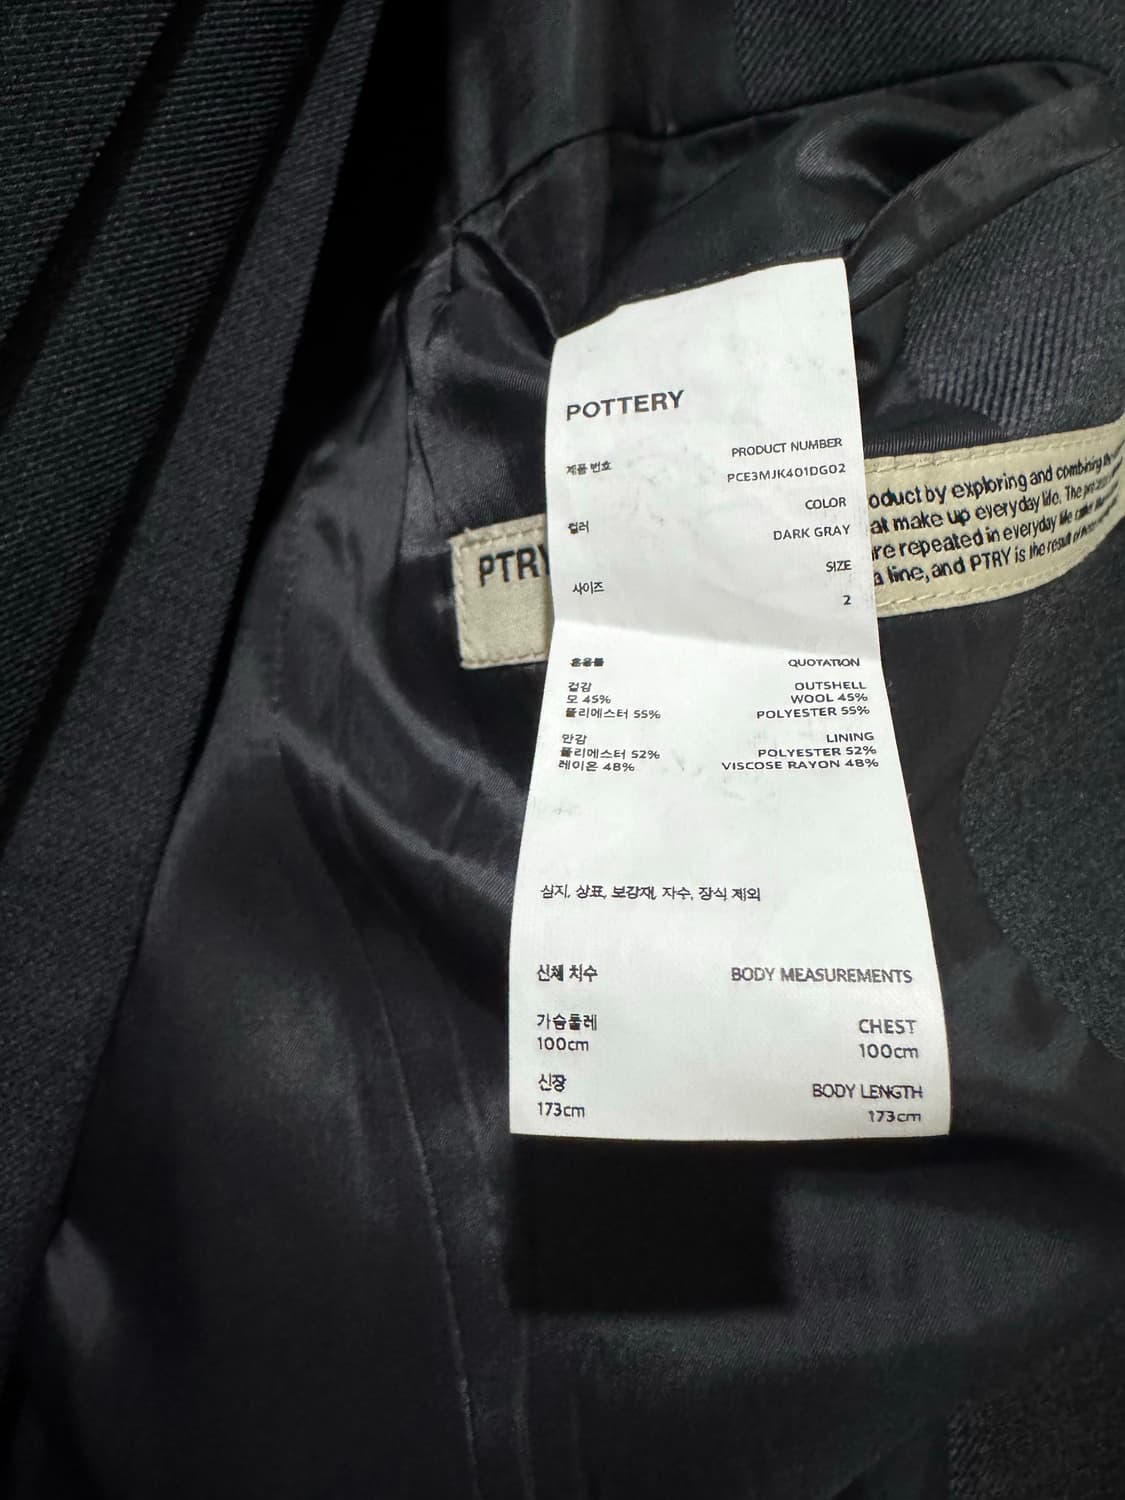 POTTERY
PRODUCT NUMBER
제품 번호
PCE3MJK401DG02
COLOR
컬러
DARK GRAY
SIZE
사이즈
2
혼용률 QUOTATION
겉감 OUTSHELL
모 45% WOOL 45%
폴리에스터 55% POLYESTER 55%
안감 LINING
폴리에스터 52% POLYESTER 52%
레이온 48% VISCOSE RAYON 48%
심지, 상표, 보강재, 자수, 장식 제외
신체 치수 BODY MEASUREMENTS
가슴둘레 CHEST
100cm 100cm
신장 BODY LENGTH
173cm 173cm
PTRY
oduct by exploring and combining
at make up everyday life. The
re repeated in everyday life
a line, and PTRY is the result of